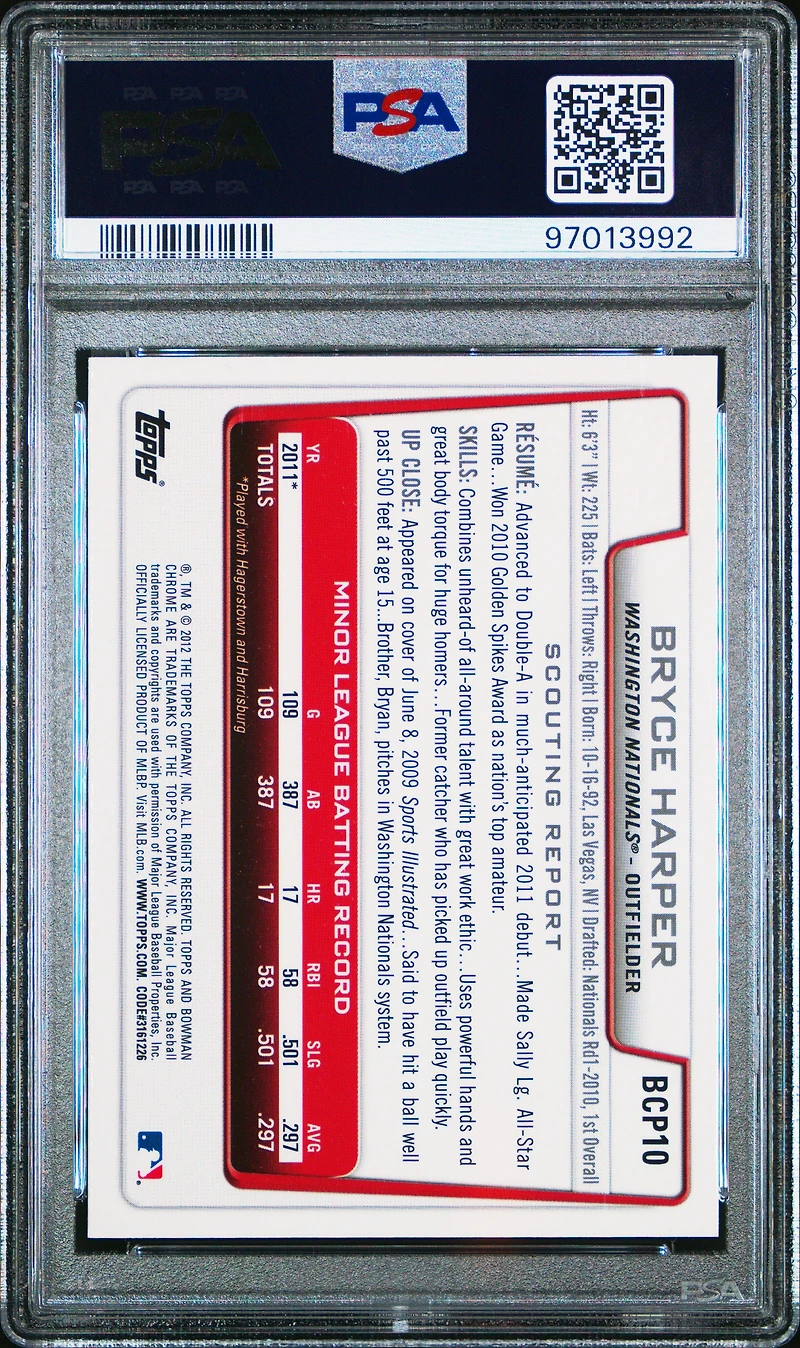 PSA PSA PSA
PSA
PSA PSA PSA
PSA
97013992
BRYCE HARPER
WASHINGTON NATIONALS® - OUTFIELDER
BCP10
Ht: 6'3" | Wt: 225 | Bats: Left | Throws: Right | Born: 10-16-92, Las Vegas, NV | Drafted: Nationals Rd1-2010, 1st Overall
SCOUTING REPORT
RÉSUMÉ: Advanced to Double-A in much-anticipated 2011 debut...Made Sally Lg. All-Star
Game...Won 2010 Golden Spikes Award as nation's top amateur.
SKILLS: Combines unheard-of all-around talent with great work ethic...Uses powerful hands and
great body torque for huge homers...Former catcher who has picked up outfield play quickly.
UP CLOSE: Appeared on cover of June 8, 2009 Sports Illustrated...Said to have hit a ball well
past 500 feet at age 15...Brother, Bryan, pitches in Washington Nationals system.
MINOR LEAGUE BATTING RECORD
YR G AB HR RBI SLG AVG
2011* 109 387 17 58 .501 .297
TOTALS 109 387 17 58 .501 .297
*Played with Hagerstown and Harrisburg
topps®
®, TM & © 2012 THE TOPPS COMPANY, INC. ALL RIGHTS RESERVED. TOPPS AND BOWMAN
CHROME ARE TRADEMARKS OF THE TOPPS COMPANY, INC. Major League Baseball
trademarks and copyrights are used with permission of Major League Baseball Properties, Inc.
OFFICIALLY LICENSED PRODUCT OF MLBP. Visit MLB.com. WWW.TOPPS.COM. CODE#3161226
PSA